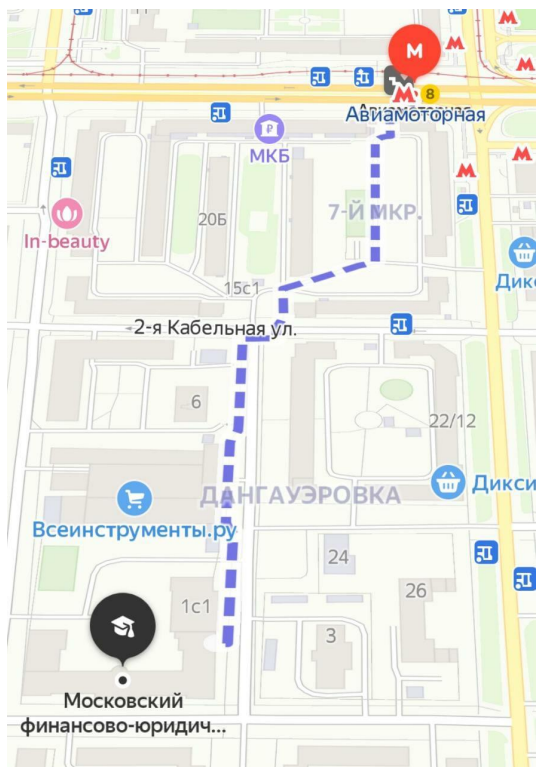 М
М
М
М
8
Авиамоторная
₽
МКБ
М
М
7-Й МКР.
In-beauty
20Б
Дикс
15с1
2-я Кабельная ул.
6
22/12
ДАНГАУЭРОВКА
Дикси
Всеинструменты.ру
24
1с1
26
3
Московский
финансово-юридич...